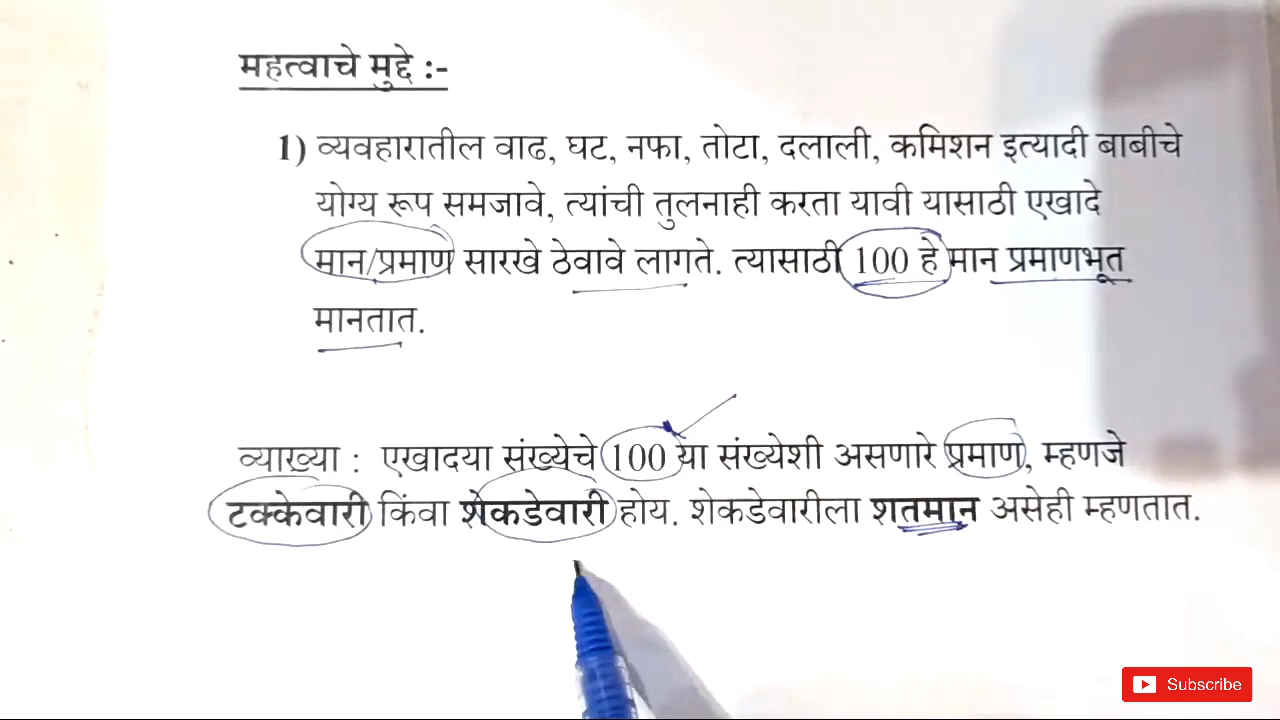 महत्वाचे मुद्दे :-
1) व्यवहारातील वाढ, घट, नफा, तोटा, दलाली, कमिशन इत्यादी बाबीचे
योग्य रूप समजावे, त्यांची तुलनाही करता यावी यासाठी एखादे
मान/प्रमाण सारखे ठेवावे लागते. त्यासाठी 100 हे मान प्रमाणभूत
मानतात.
व्याख्या : एखादया संख्येचे 100 या संख्येशी असणारे प्रमाण, म्हणजे
टक्केवारी किंवा शेकडेवारी होय. शेकडेवारीला शतमान असेही म्हणतात.
Subscribe